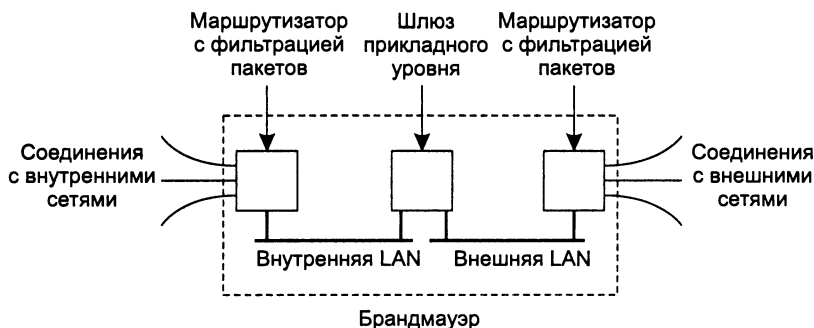 Маршрутизатор
с фильтрацией
пакетов
Шлюз
прикладного
уровня
Маршрутизатор
с фильтрацией
пакетов
Соединения
с внутренними
сетями
Соединения
с внешними
сетями
Внутренняя LAN
Внешняя LAN
Брандмауэр